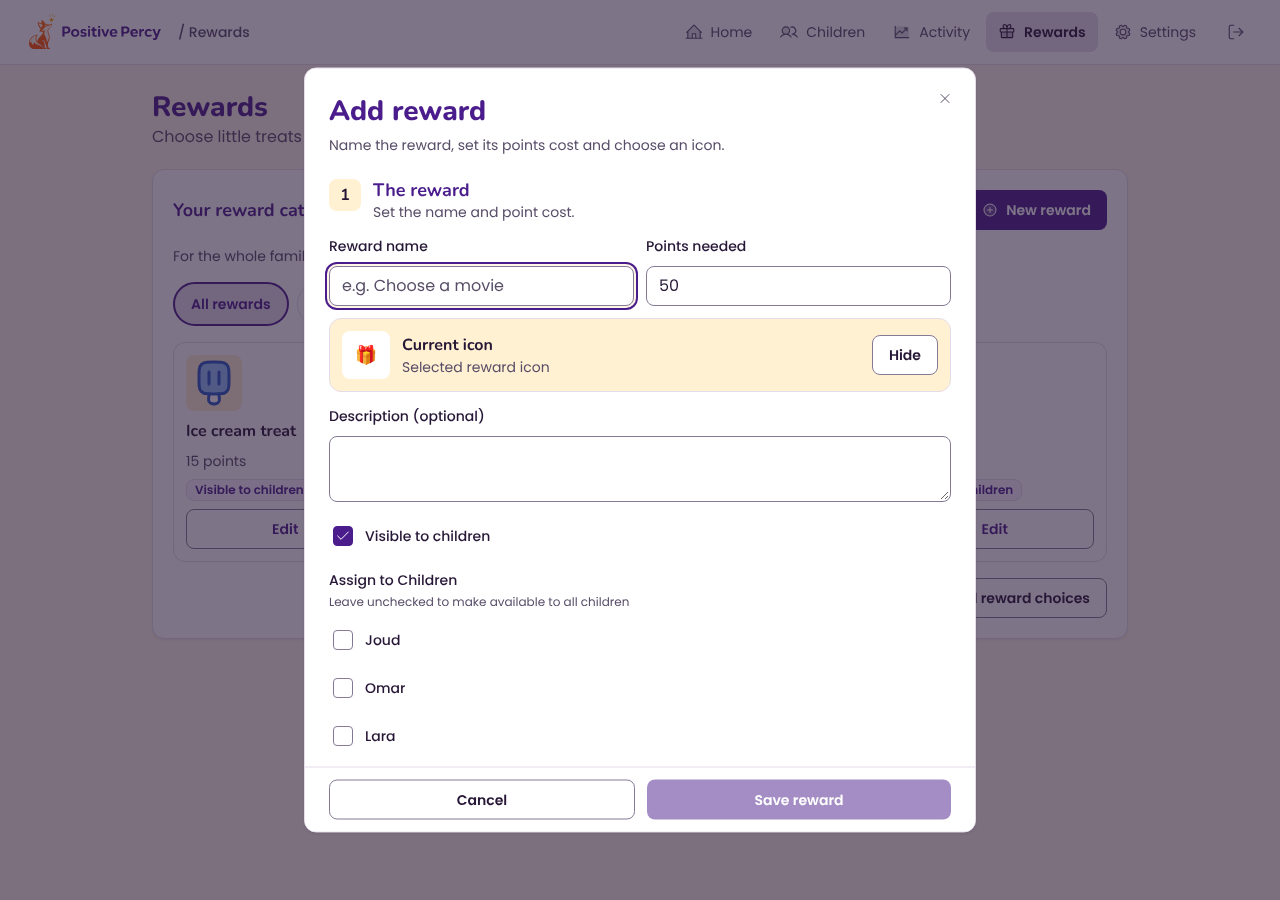 Positive Percy / Rewards
Home
Children
Activity
Rewards
Settings
Rewards
Choose little treats
Your reward cat
New reward
For the whole famil
All rewards
Ice cream treat
15 points
Visible to children
Edit
ildren
Edit
reward choices
Add reward
Name the reward, set its points cost and choose an icon.
1
The reward
Set the name and point cost.
Reward name
Points needed
e.g. Choose a movie
50
Current icon
Selected reward icon
Hide
Description (optional)
Visible to children
Assign to Children
Leave unchecked to make available to all children
Joud
Omar
Lara
Cancel
Save reward